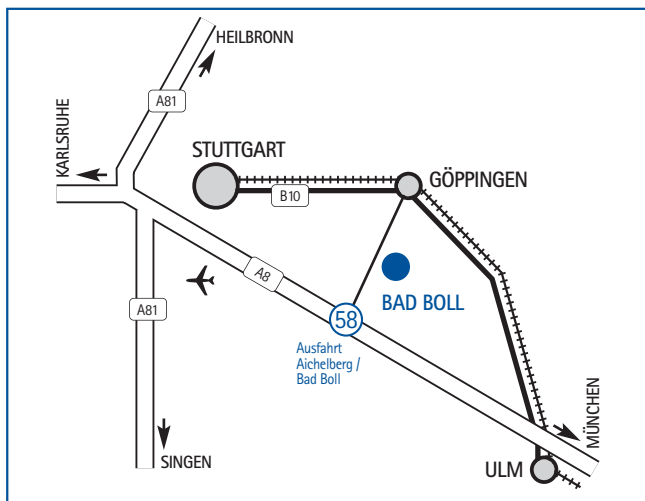 HEILBRONN
A81
KARLSRUHE
STUTTGART
GÖPPINGEN
B10
A8
BAD BOLL
A81
58
Ausfahrt
Aichelberg /
Bad Boll
MÜNCHEN
SINGEN
ULM